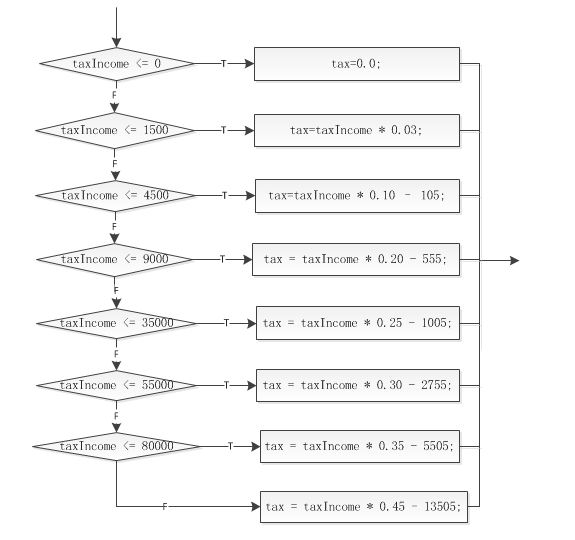 taxIncome <= 0
T
tax=0.0;
F
taxIncome <= 1500
T
tax=taxIncome * 0.03;
F
taxIncome <= 4500
T
tax=taxIncome * 0.10 - 105;
F
taxIncome <= 9000
T
tax = taxIncome * 0.20 - 555;
F
taxIncome <= 35000
T
tax = taxIncome * 0.25 - 1005;
F
taxIncome <= 55000
T
tax = taxIncome * 0.30 - 2755;
F
taxIncome <= 80000
T
tax = taxIncome * 0.35 - 5505;
F
tax = taxIncome * 0.45 - 13505;